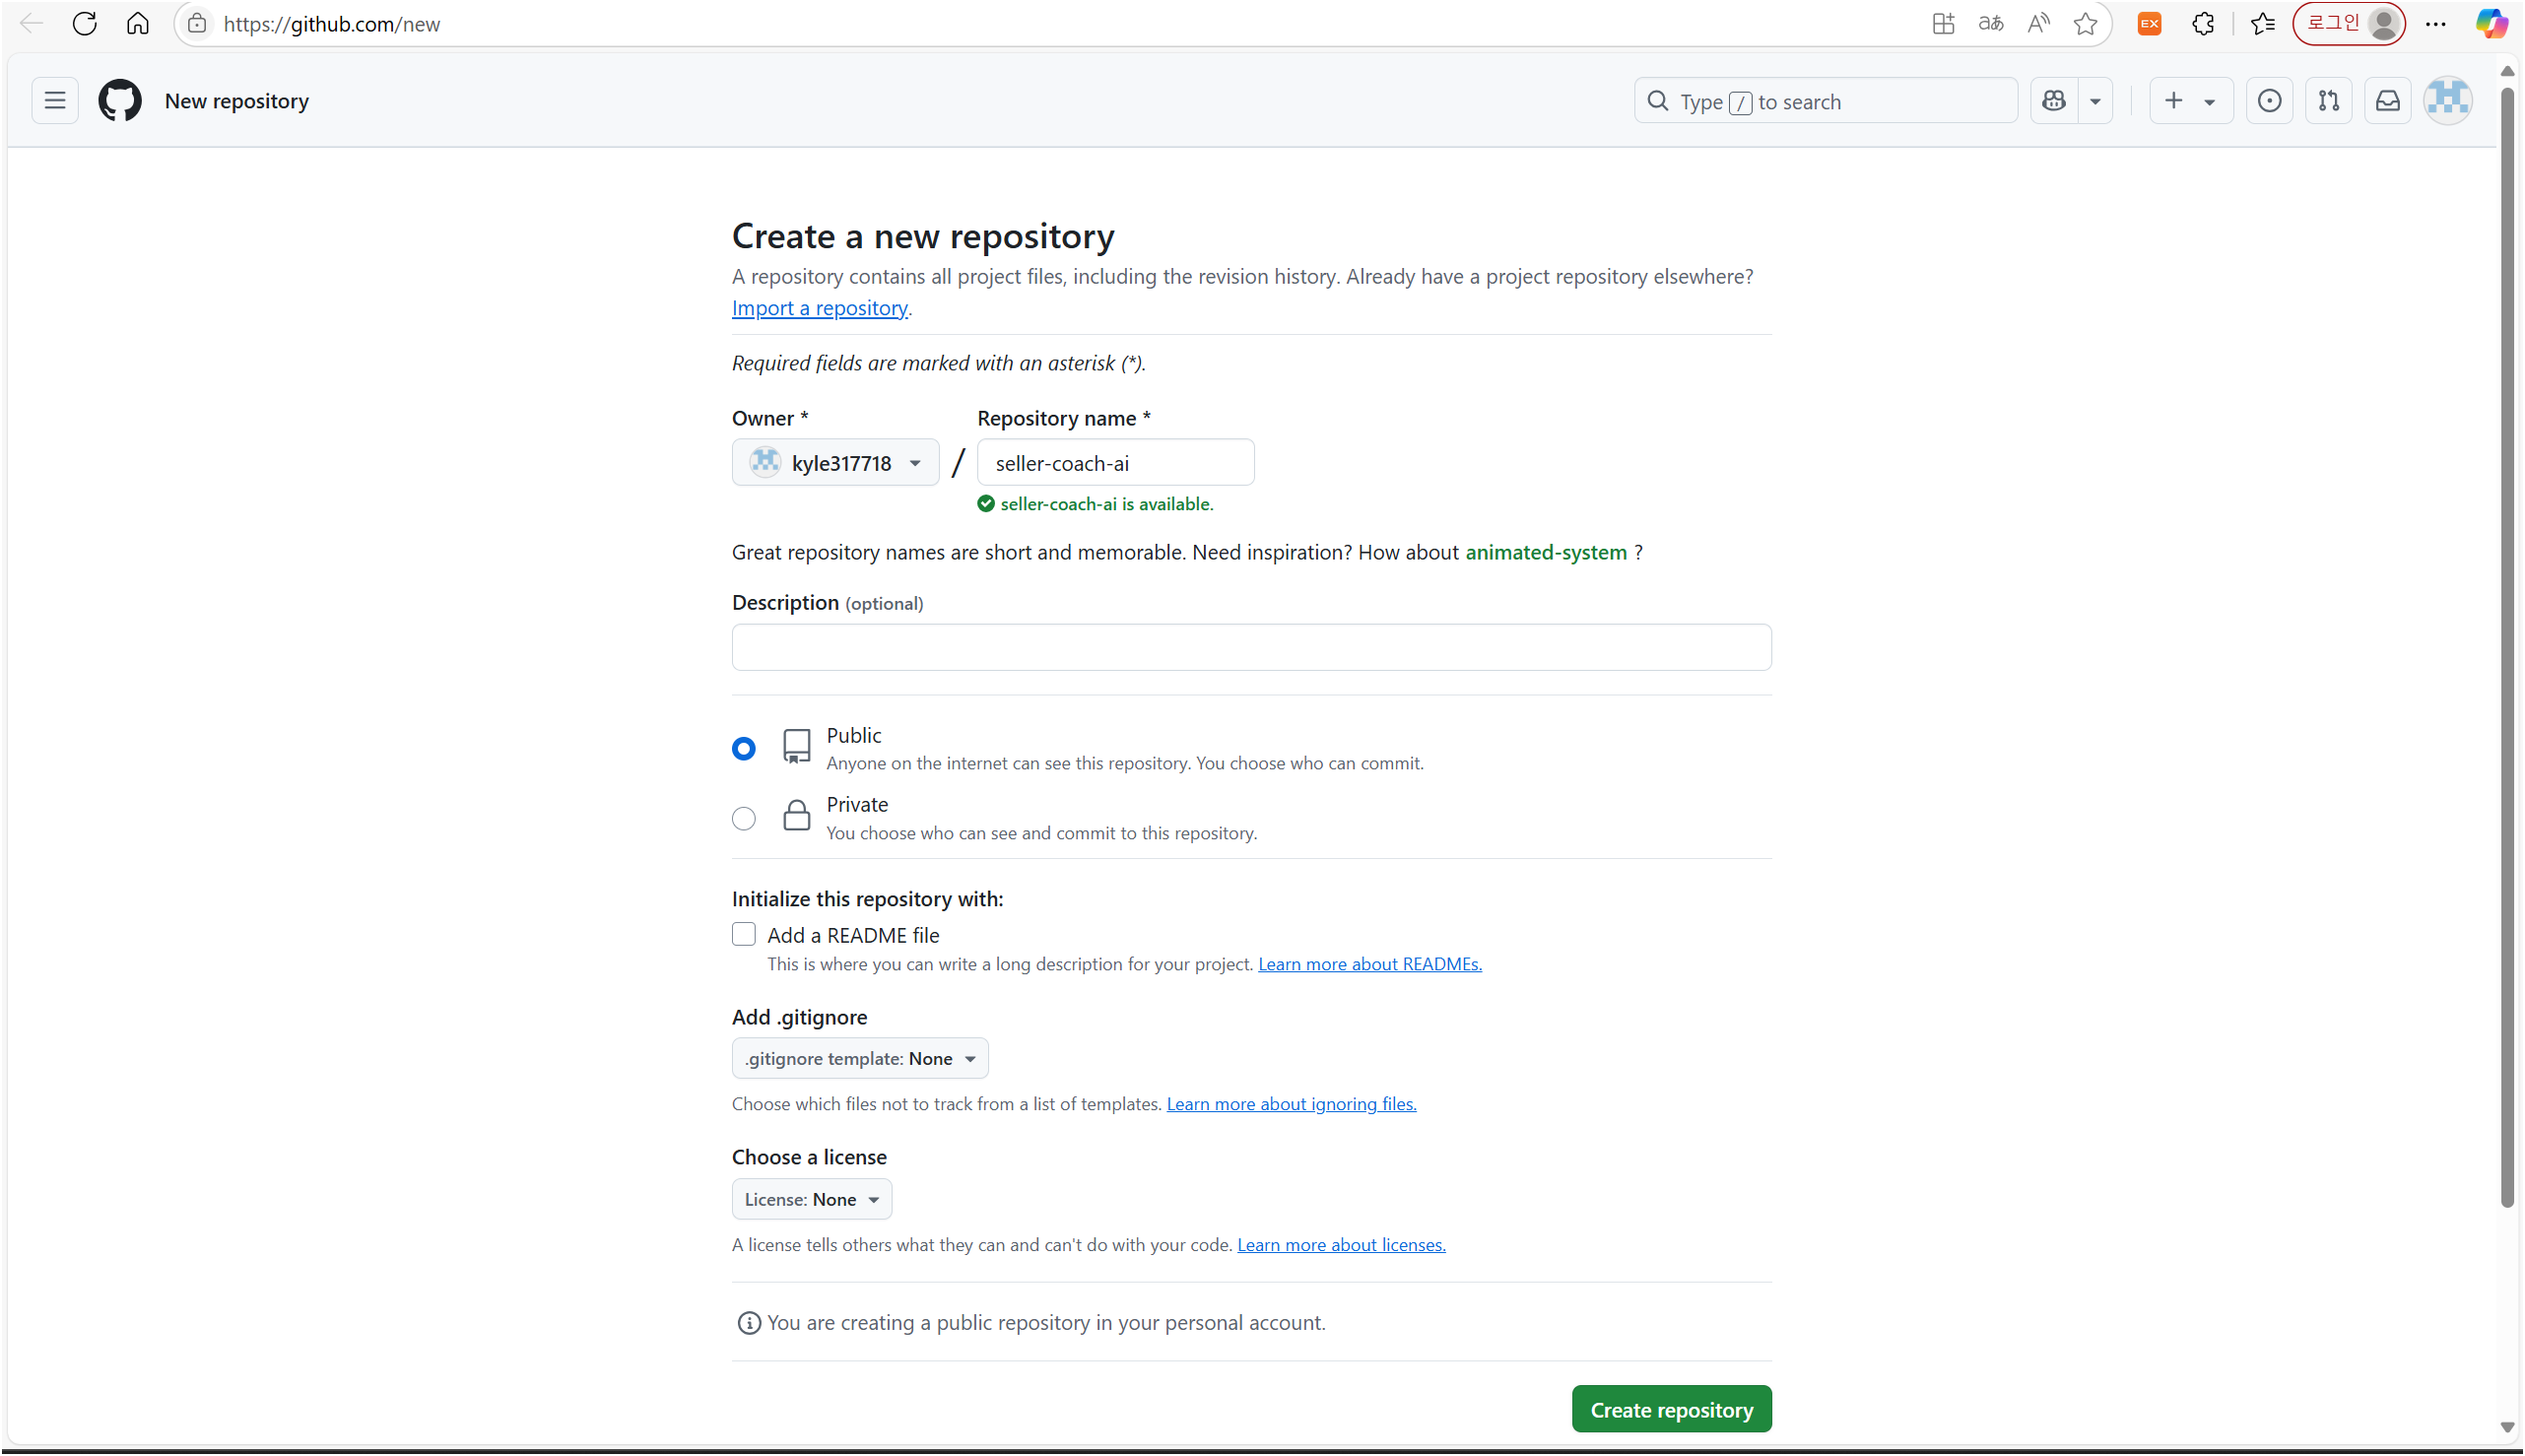 https://github.com/new
EX
로그인
New repository
Type / to search
Create a new repository
A repository contains all project files, including the revision history. Already have a project repository elsewhere?
Import a repository.
Required fields are marked with an asterisk (*).
Owner *
Repository name *
kyle317718
/
seller-coach-ai
seller-coach-ai is available.
Great repository names are short and memorable. Need inspiration? How about animated-system ?
Description (optional)
Public
Anyone on the internet can see this repository. You choose who can commit.
Private
You choose who can see and commit to this repository.
Initialize this repository with:
Add a README file
This is where you can write a long description for your project. Learn more about READMEs.
Add .gitignore
.gitignore template: None
Choose which files not to track from a list of templates. Learn more about ignoring files.
Choose a license
License: None
A license tells others what they can and can't do with your code. Learn more about licenses.
You are creating a public repository in your personal account.
Create repository